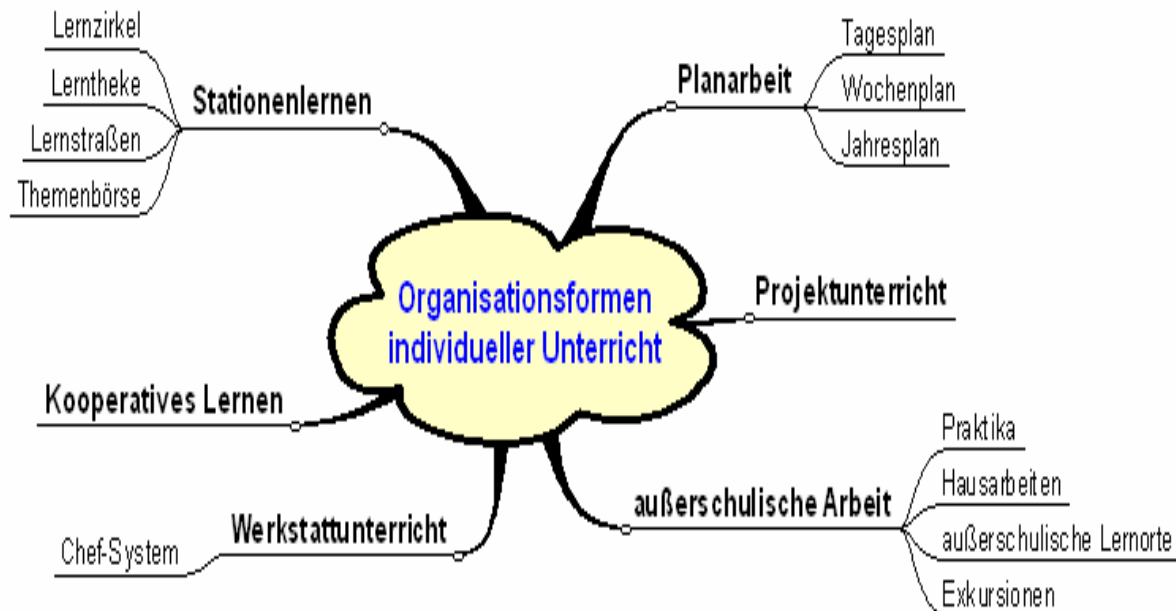 Lernzirkel
Lerntheke
Lernstraßen
Themenbörse
Stationenlernen
Planarbeit
Tagesplan
Wochenplan
Jahresplan
Organisationsformen
individueller Unterricht
Projektunterricht
Kooperatives Lernen
Chef-System
Werkstattunterricht
außerschulische Arbeit
Praktika
Hausarbeiten
außerschulische Lernorte
Exkursionen